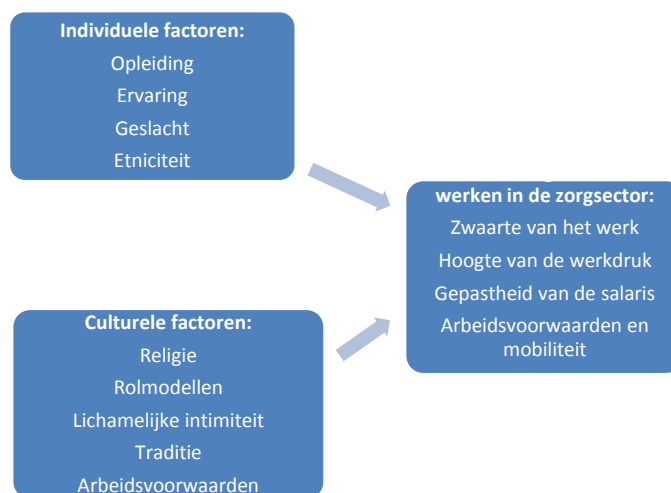 Individuele factoren:
Opleiding
Ervaring
Geslacht
Etniciteit
werken in de zorgsector:
Zwaarte van het werk
Hoogte van de werkdruk
Gepastheid van de salaris
Arbeidsvoorwaarden en
mobiliteit
Culturele factoren:
Religie
Rolmodellen
Lichamelijke intimiteit
Traditie
Arbeidsvoorwaarden